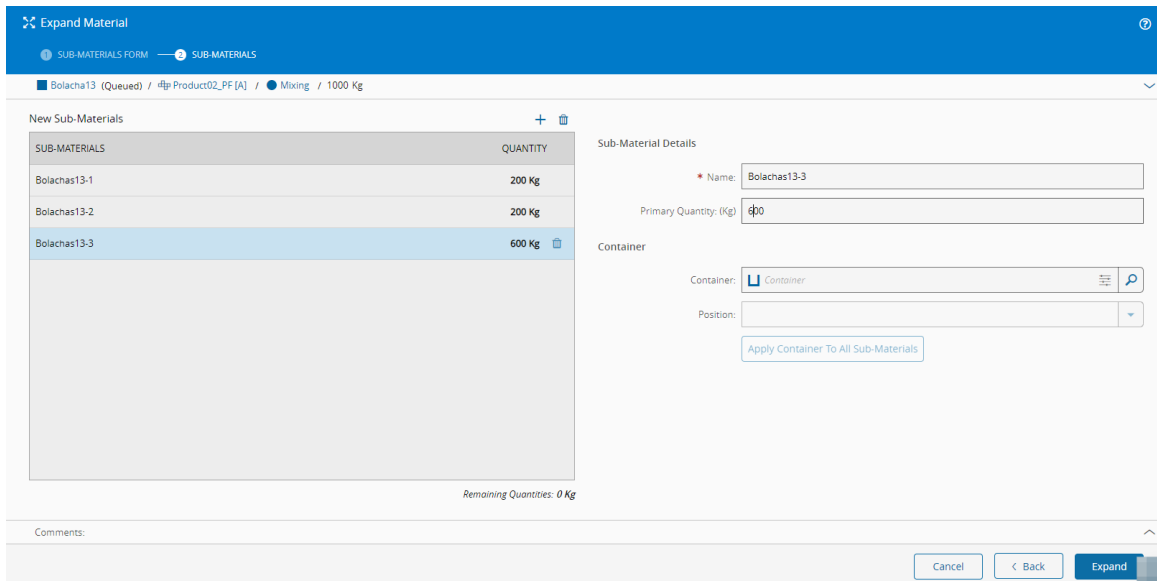 Expand Material
1 SUB-MATERIALS FORM 2 SUB-MATERIALS
Bolacha13 (Queued) / Product02_PF [A] / Mixing / 1000 Kg
New Sub-Materials
SUB-MATERIALS QUANTITY
Bolachas13-1 200 Kg
Bolachas13-2 200 Kg
Bolachas13-3 600 Kg
Remaining Quantities: 0 Kg
Sub-Material Details
* Name: Bolachas13-3
Primary Quantity: (Kg) 600
Container
Container: Container
Position:
Apply Container To All Sub-Materials
Comments:
Cancel < Back Expand